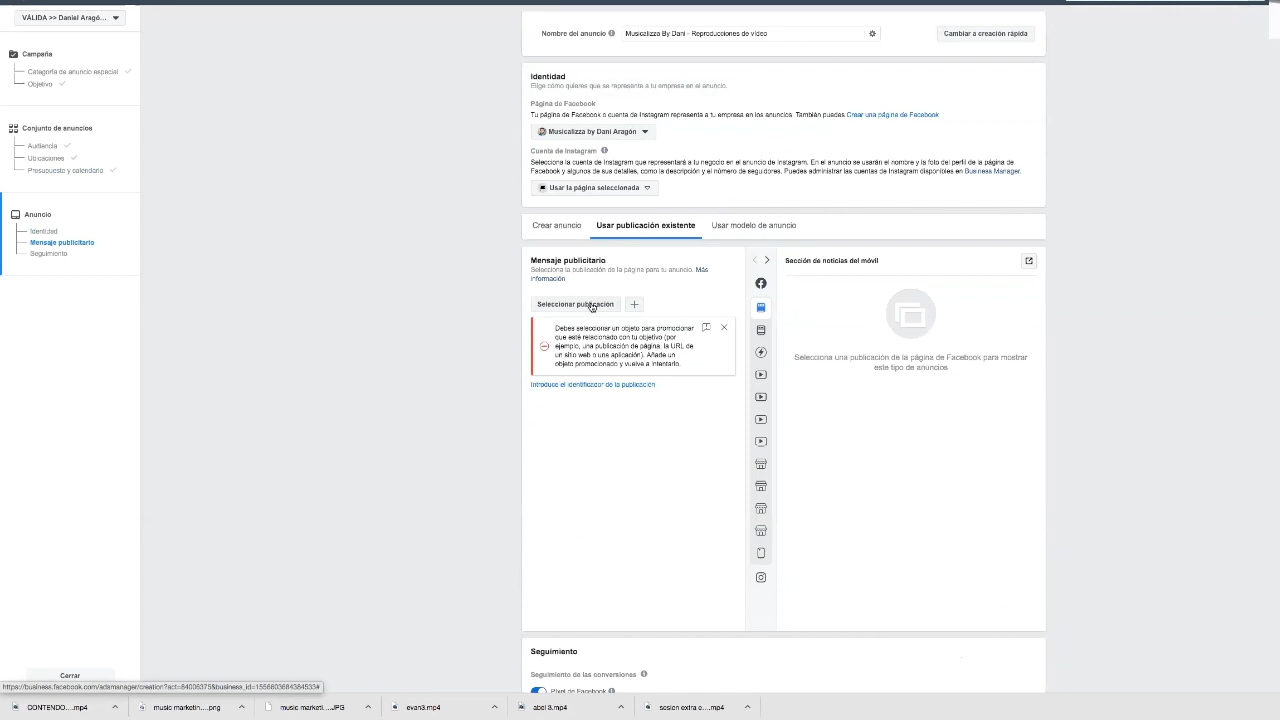 VÁLIDA >> Daniel Aragó...
Campaña
Categoría de anuncio especial
Objetivo
Conjunto de anuncios
Audiencia
Ubicaciones
Presupuesto y calendario
Anuncio
Identidad
Mensaje publicitario
Seguimiento
Cerrar
Nombre del anuncio
Musicalizza By Dani - Reproducciones de vídeo
Cambiar a creación rápida
Identidad
Elige cómo quieres que se represente a tu empresa en el anuncio.
Página de Facebook
Tu página de Facebook o cuenta de Instagram representa a tu empresa en los anuncios. También puedes Crear una página de Facebook
Musicalizza by Dani Aragón
Cuenta de Instagram
Selecciona la cuenta de Instagram que representará a tu negocio en el anuncio de Instagram. En el anuncio se usarán el nombre y la foto del perfil de la página de
Facebook y algunos de sus detalles, como la descripción y el número de seguidores. Puedes administrar las cuentas de Instagram disponibles en Business Manager.
Usar la página seleccionada
Crear anuncio
Usar publicación existente
Usar modelo de anuncio
Mensaje publicitario
Selecciona la publicación de la página para tu anuncio. Más
información
Seleccionar publicación
Debes seleccionar un objeto para promocionar
que esté relacionado con tu objetivo (por
ejemplo, una publicación de página, la URL de
un sitio web o una aplicación). Añade un
objeto promocionado y vuelve a intentarlo.
Introduce el identificador de la publicación
Sección de noticias del móvil
Selecciona una publicación de la página de Facebook para mostrar
este tipo de anuncios
Seguimiento
Seguimiento de las conversiones
Píxel de Facebook
CONTENDO....mp4
music marketin....png
music marketi....JPG
evan3.mp4
abel 3.mp4
sesion extra o....mp4